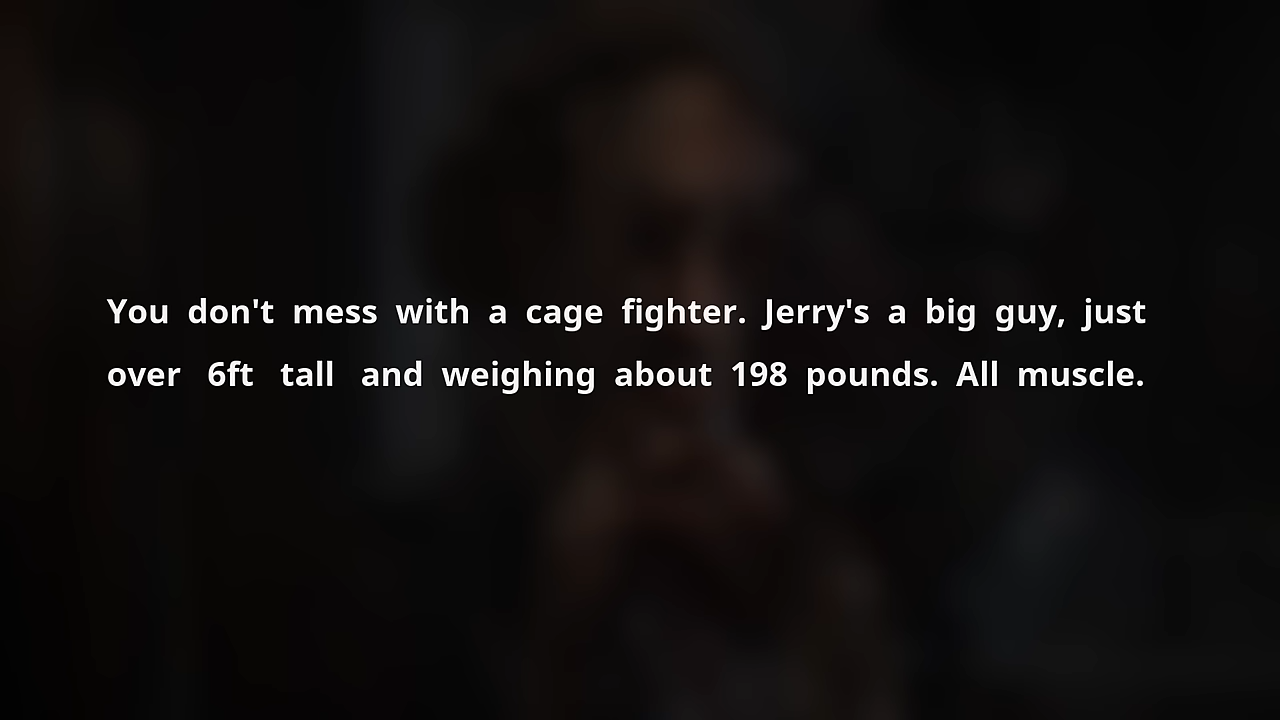 You don't mess with a cage fighter. Jerry's a big guy, just
over 6ft tall and weighing about 198 pounds. All muscle.